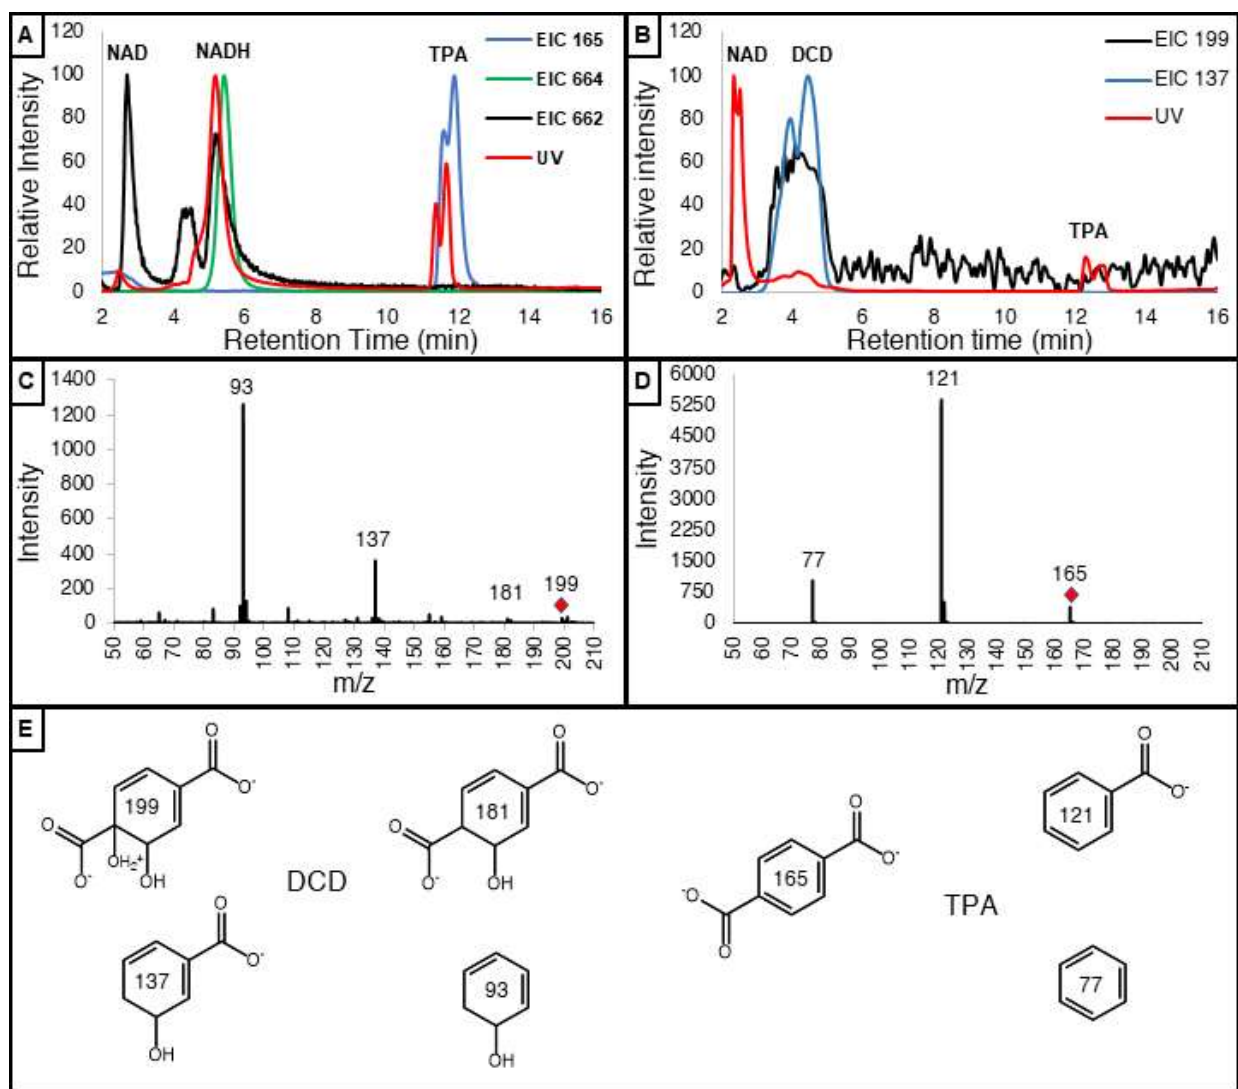 A
NAD
NADH
TPA
EIC 165
EIC 664
EIC 662
UV
Relative Intensity
120
100
80
60
40
20
0
2 4 6 8 10 12 14 16
Retention Time (min)
B
NAD
DCD
TPA
EIC 199
EIC 137
UV
Relative intensity
120
100
80
60
40
20
0
2 4 6 8 10 12 14 16
Retention time (min)
C
93
137
181
199
Intensity
1400
1200
1000
800
600
400
200
0
50 60 70 80 90 100 110 120 130 140 150 160 170 180 190 200 210
m/z
D
121
77
165
Intensity
6000
5250
4500
3750
3000
2250
1500
750
0
50 60 70 80 90 100 110 120 130 140 150 160 170 180 190 200 210
m/z
E
O
O-
199
O
O-
OH2+
OH
O
O-
181
O
O-
OH
DCD
O
O-
137
OH
93
OH
O
O-
165
-O
O
TPA
O
O-
121
77